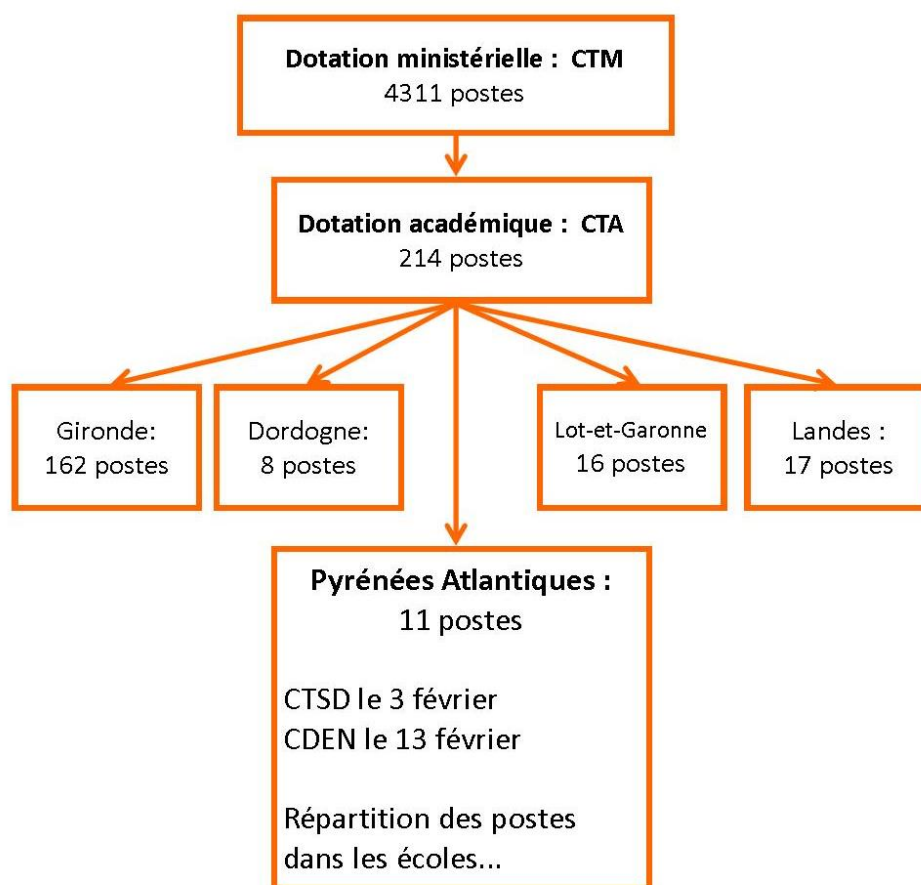 Dotation ministérielle : CTM
4311 postes
Dotation académique : CTA
214 postes
Gironde:
162 postes
Dordogne:
8 postes
Lot-et-Garonne
16 postes
Landes :
17 postes
Pyrénées Atlantiques :
11 postes
CTSD le 3 février
CDEN le 13 février
Répartition des postes
dans les écoles...